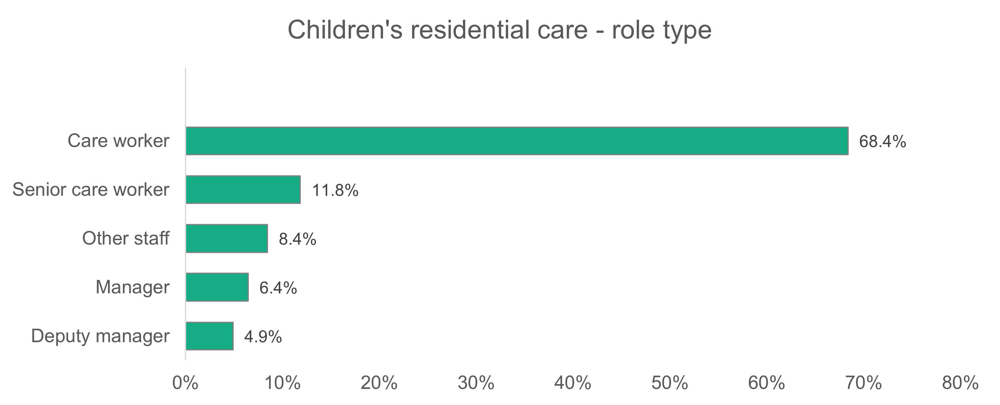 Children's residential care - role type
Care worker 68.4%
Senior care worker 11.8%
Other staff 8.4%
Manager 6.4%
Deputy manager 4.9%
0% 10% 20% 30% 40% 50% 60% 70% 80%